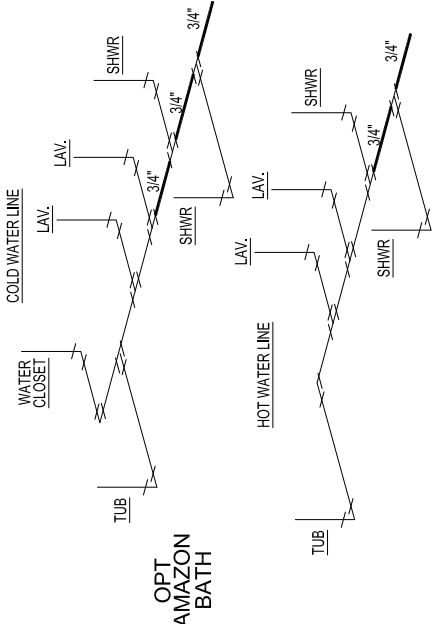 COLD WATER LINE
WATER
CLOSET
LAV.
LAV.
SHWR
3/4"
3/4"
3/4"
SHWR
TUB
OPT
AMAZON
BATH
HOT WATER LINE
LAV.
LAV.
SHWR
3/4"
3/4"
SHWR
TUB